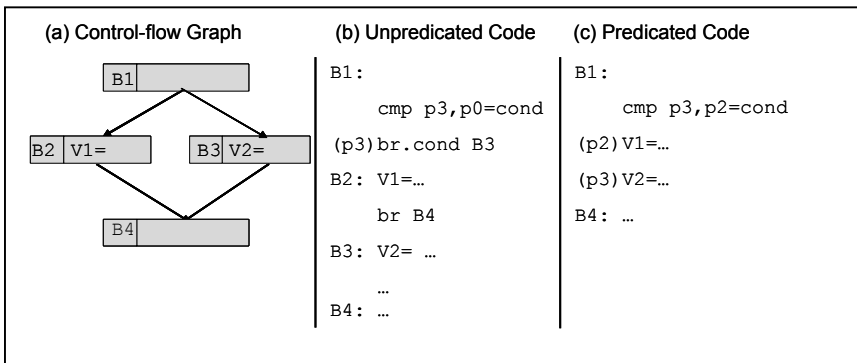 (a) Control-flow Graph
B1
B2 V1=
B3 V2=
B4
(b) Unpredicated Code
B1:
cmp p3,p0=cond
(p3)br.cond B3
B2: V1=…
br B4
B3: V2= …
…
B4: …
(c) Predicated Code
B1:
cmp p3,p2=cond
(p2)V1=…
(p3)V2=…
B4: …